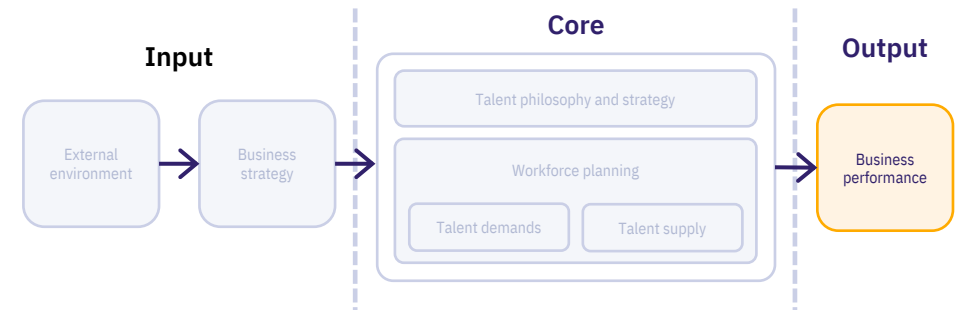 Input
Core
Output
External
environment
Business
strategy
Talent philosophy and strategy
Workforce planning
Talent demands
Talent supply
Business
performance